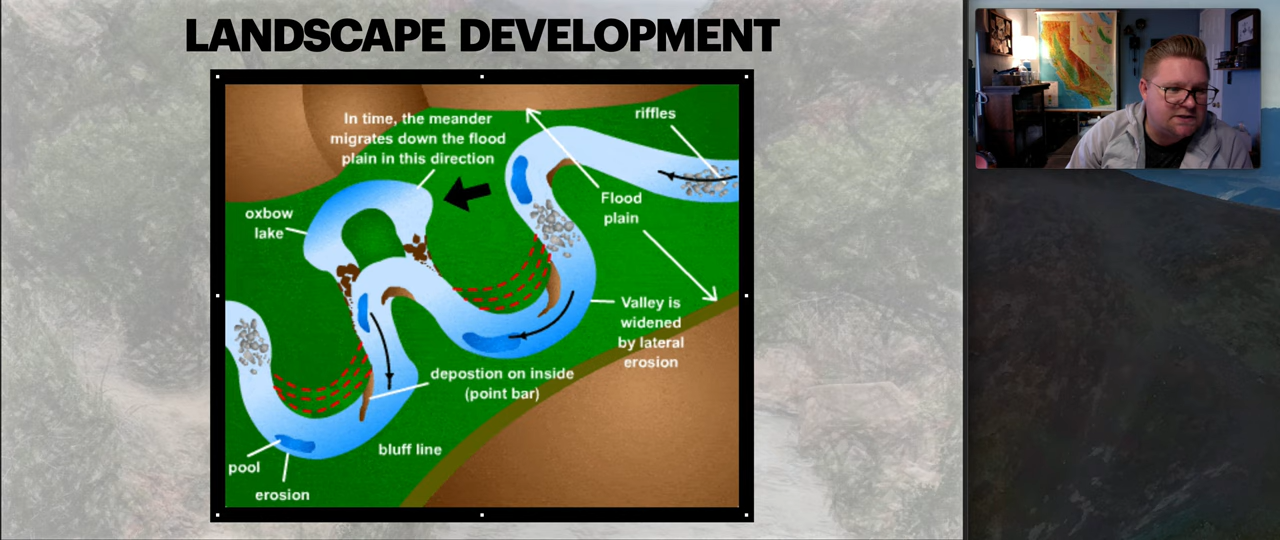 LANDSCAPE DEVELOPMENT
In time, the meander
migrates down the flood
plain in this direction
riffles
oxbow
lake
Flood
plain
Valley is
widened
by lateral
erosion
depostion on inside
(point bar)
bluff line
pool
erosion